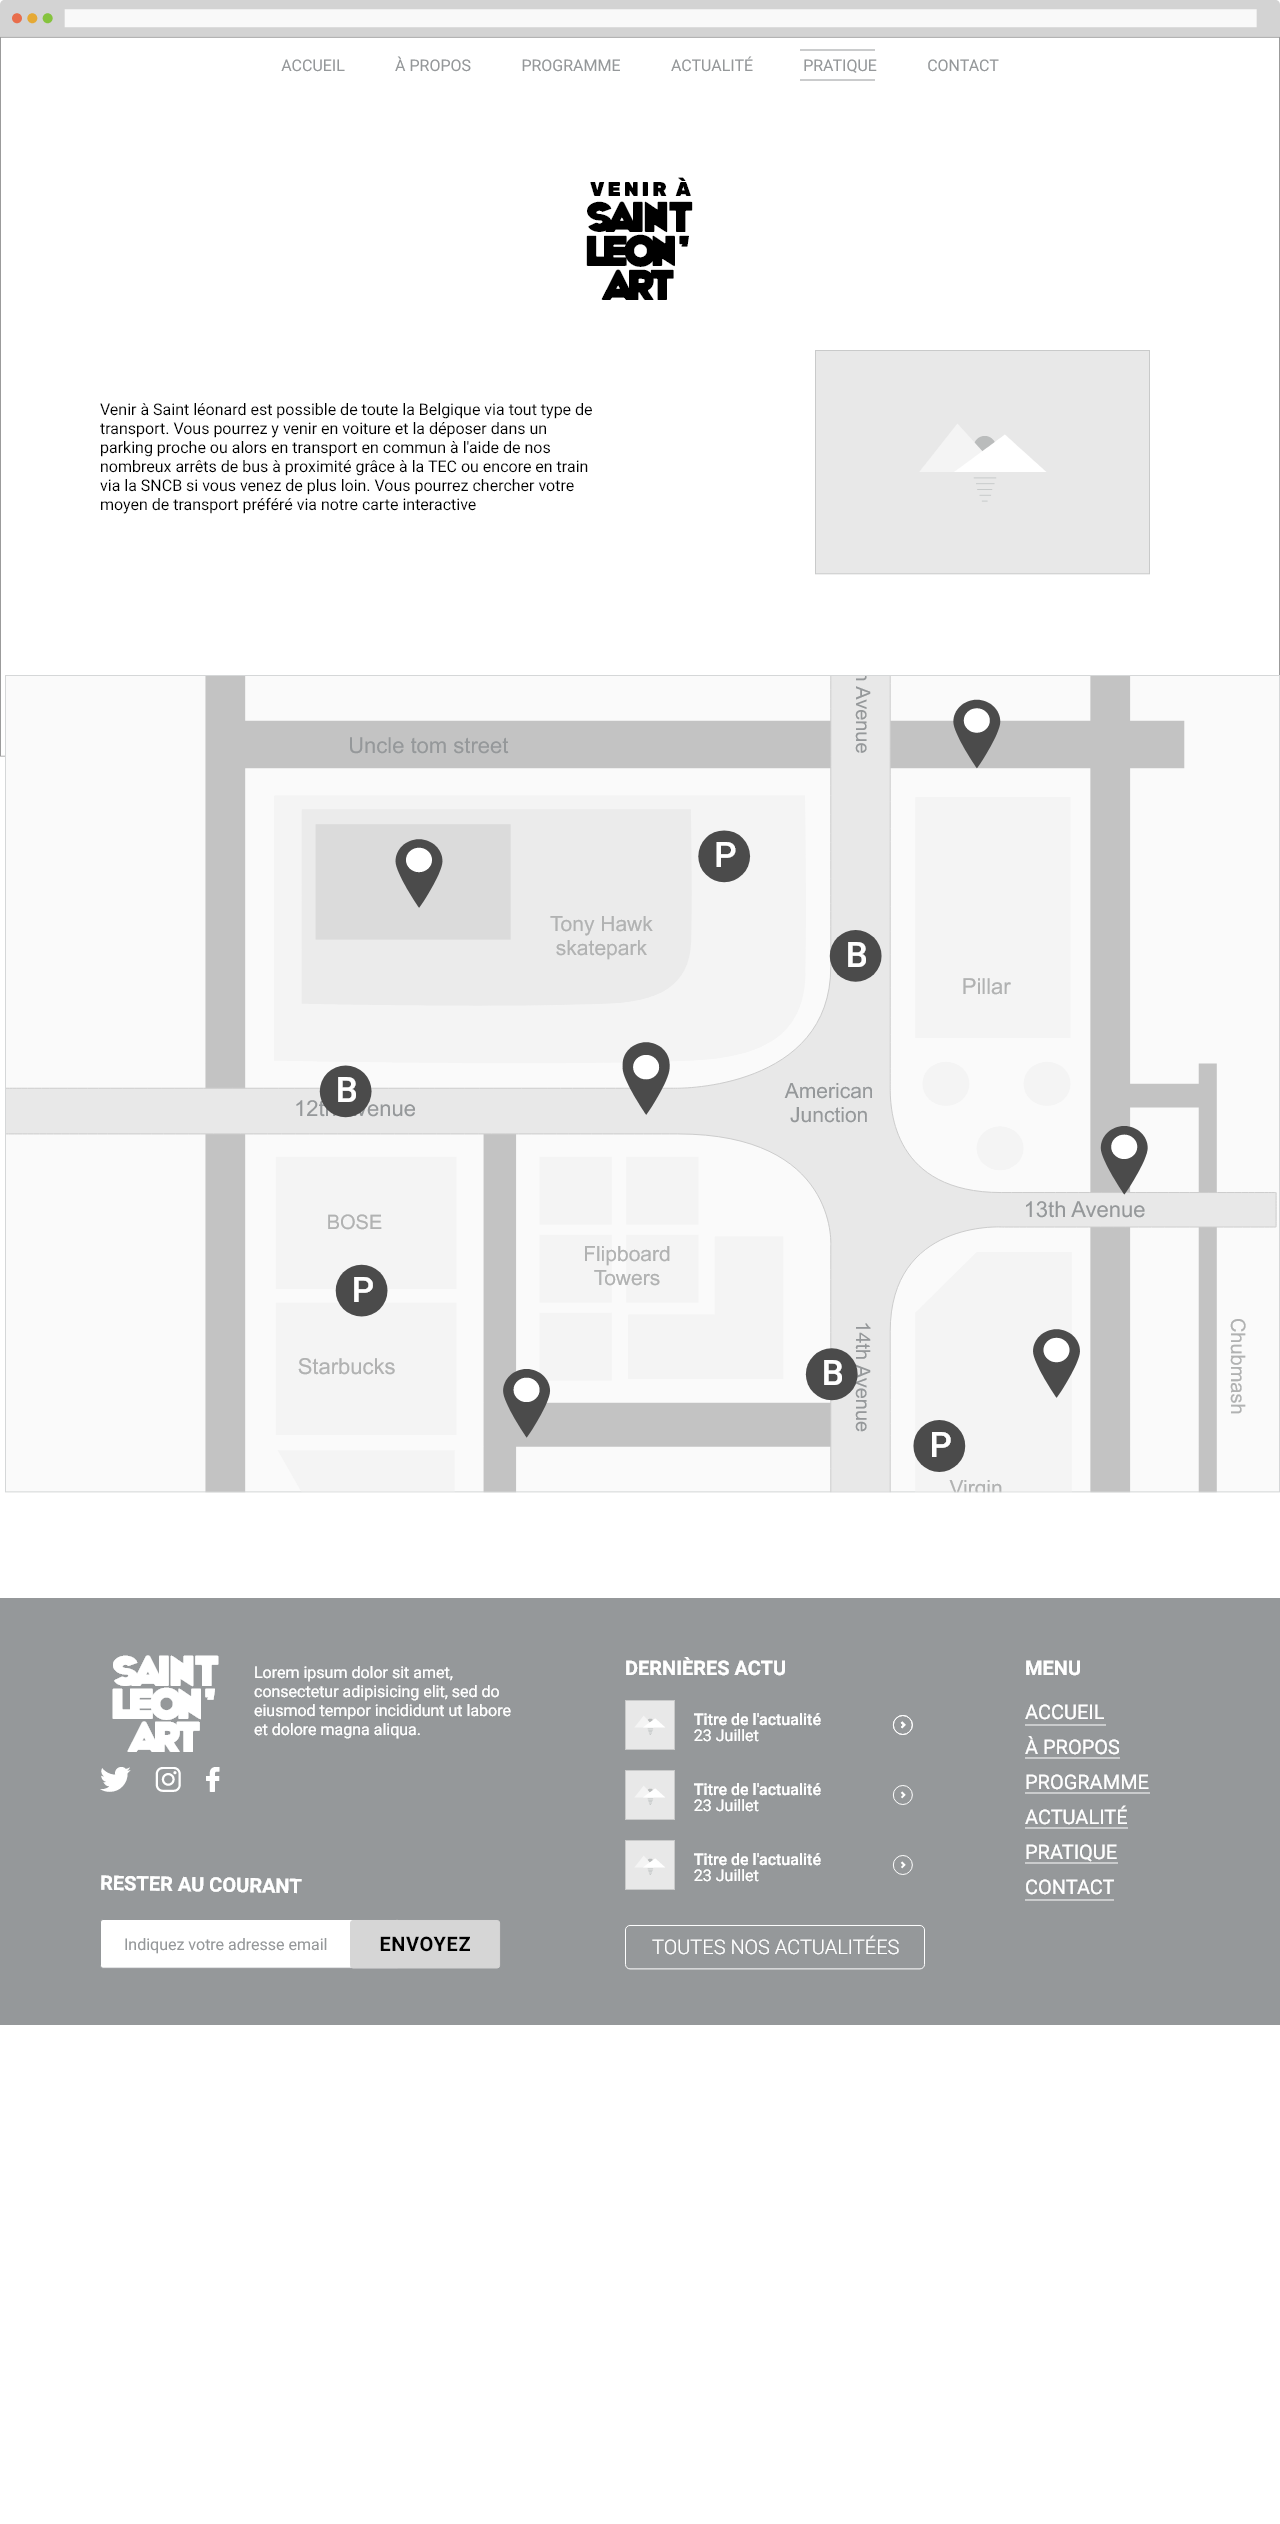 ACCUEIL À PROPOS PROGRAMME ACTUALITÉ PRATIQUE CONTACT
VENIR À
SAINT
LEON'
ART
Venir à Saint léonard est possible de toute la Belgique via tout type de
transport. Vous pourrez y venir en voiture et la déposer dans un
parking proche ou alors en transport en commun à l'aide de nos
nombreux arrêts de bus à proximité grâce à la TEC ou encore en train
via la SNCB si vous venez de plus loin. Vous pourrez chercher votre
moyen de transport préféré via notre carte interactive
Avenue
Uncle tom street
P
Tony Hawk
skatepark
B
Pillar
B
12th Avenue
American
Junction
13th Avenue
BOSE
Flipboard
Towers
P
Starbucks
B
14th Avenue
Chubmash
P
Virgin
SAINT
LEON'
ART
Lorem ipsum dolor sit amet,
consectetur adipisicing elit, sed do
eiusmod tempor incididunt ut labore
et dolore magna aliqua.
RESTER AU COURANT
Indiquez votre adresse email
ENVOYEZ
DERNIÈRES ACTU
Titre de l'actualité
23 Juillet
Titre de l'actualité
23 Juillet
Titre de l'actualité
23 Juillet
TOUTES NOS ACTUALITÉES
MENU
ACCUEIL
À PROPOS
PROGRAMME
ACTUALITÉ
PRATIQUE
CONTACT